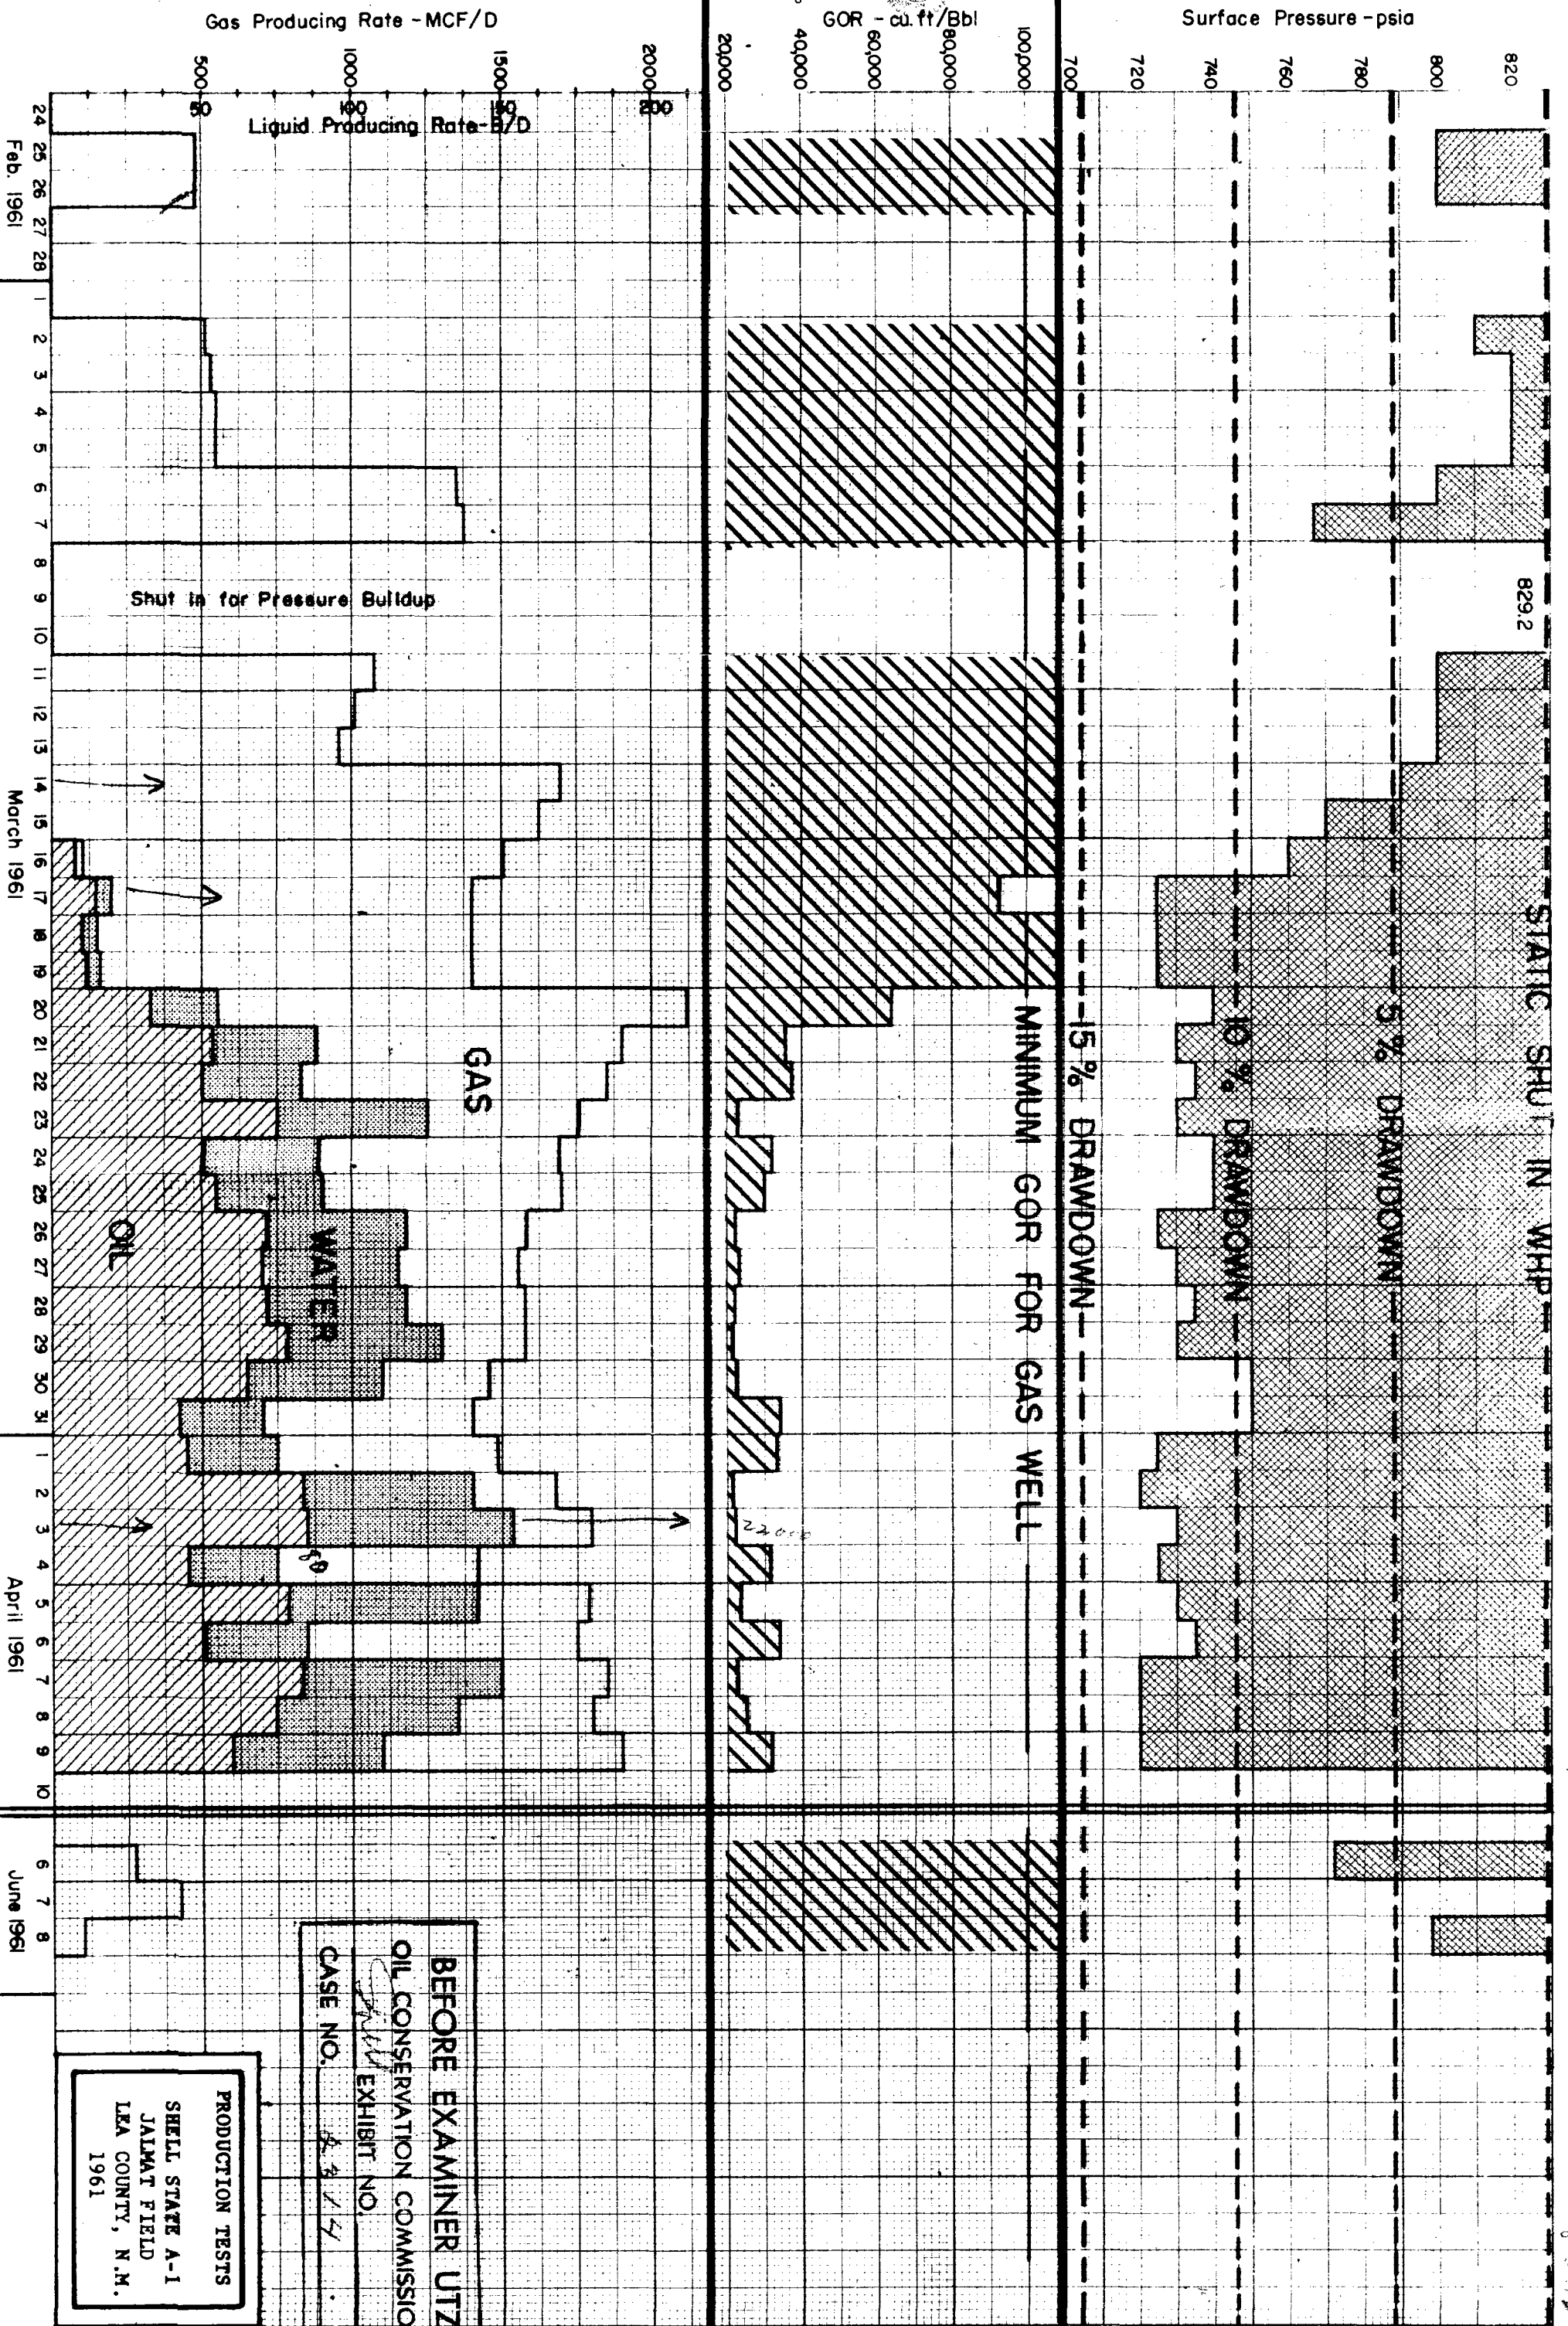 Surface Pressure - psia
820
800
780
760
740
720
700
STATIC SHUT IN WHP
829.2
5 % DRAWDOWN
10 % DRAWDOWN
15 % DRAWDOWN
GOR - cu. ft/Bbl
100,000
80,000
60,000
40,000
20,000
MINIMUM GOR FOR GAS WELL
22000
Gas Producing Rate - MCF/D
2000
1500
1000
500
200
150
100
50
Liquid Producing Rate - B/D
Shut in for Pressure Buildup
GAS
WATER
OIL
80
24 25 26 27 28 1 2 3 4 5 6 7 8 9 10 11 12 13 14 15 16 17 18 19 20 21 22 23 24 25 26 27 28 29 30 31 1 2 3 4 5 6 7 8 9 10 6 7 8
Feb. 1961
March 1961
April 1961
June 1961
BEFORE EXAMINER UTZ
OIL CONSERVATION COMMISSIO
EXHIBIT NO.
CASE NO. 2314
PRODUCTION TESTS
SHELL STATE A-1
JALMAT FIELD
LEA COUNTY, N.M.
1961